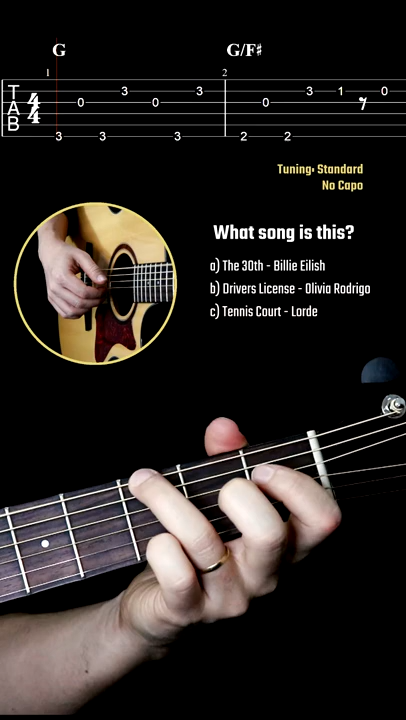 G G/F♯
1 2
T
A
B
4
4
3 3 3 1 0
0 0 0
3 3 3 2 2
Tuning: Standard
No Capo
What song is this?
a) The 30th - Billie Eilish
b) Drivers License - Olivia Rodrigo
c) Tennis Court - Lorde